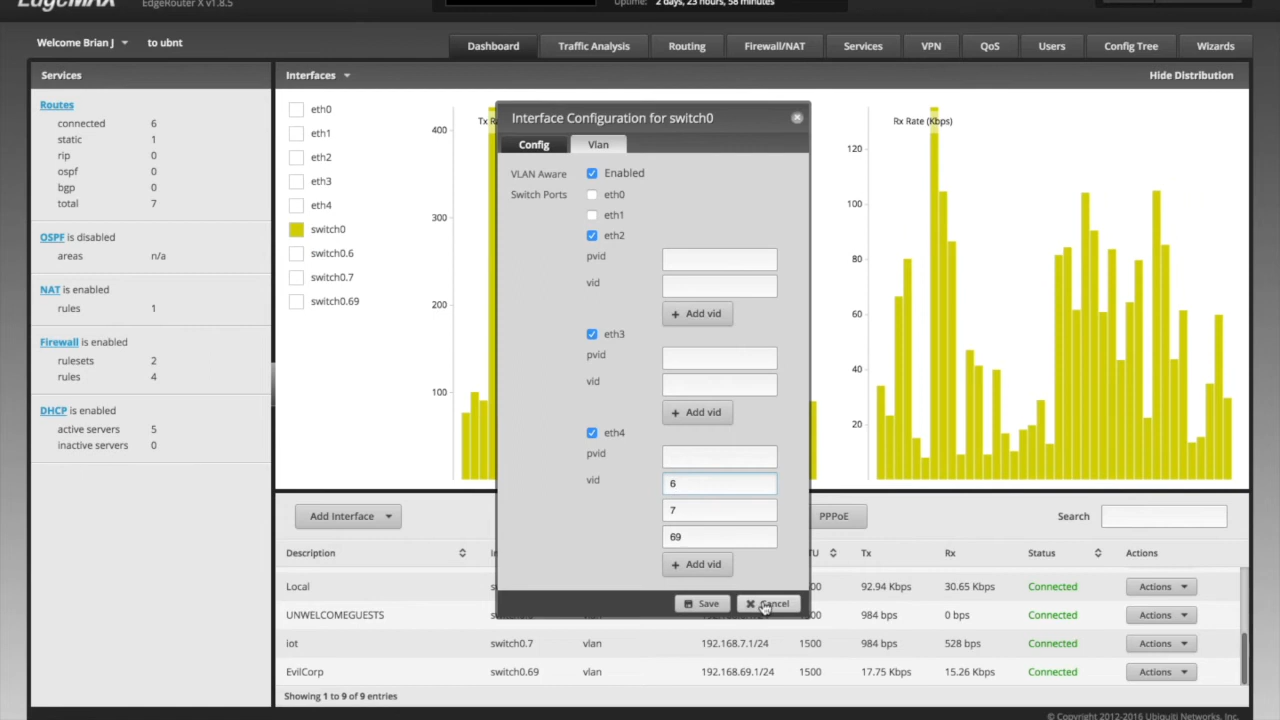 EdgeMAX EdgeRouter X v1.8.5 Uptime: 2 days, 23 hours, 58 minutes
Welcome Brian J to ubnt
Dashboard Traffic Analysis Routing Firewall/NAT Services VPN QoS Users Config Tree Wizards
Services
Routes
connected 6
static 1
rip 0
ospf 0
bgp 0
total 7
OSPF is disabled
areas n/a
NAT is enabled
rules 1
Firewall is enabled
rulesets 2
rules 4
DHCP is enabled
active servers 5
inactive servers 0
Interfaces Hide Distribution
eth0
eth1
eth2
eth3
eth4
switch0
switch0.6
switch0.7
switch0.69
400
300
200
100
Interface Configuration for switch0
Config Vlan
VLAN Aware Enabled
Switch Ports eth0
eth1
eth2
pvid
vid
+ Add vid
eth3
pvid
vid
+ Add vid
eth4
pvid
vid 6
7
69
+ Add vid
Save Cancel
Rx Rate (Kbps)
120
100
80
60
40
20
Add Interface PPPoE Search
Description Tx Rx Status Actions
Local 92.94 Kbps 30.65 Kbps Connected Actions
UNWELCOMEGUESTS 984 bps 0 bps Connected Actions
iot switch0.7 vlan 192.168.7.1/24 1500 984 bps 528 bps Connected Actions
EvilCorp switch0.69 vlan 192.168.69.1/24 1500 17.75 Kbps 15.26 Kbps Connected Actions
Showing 1 to 9 of 9 entries
© Copyright 2012-2016 Ubiquiti Networks, Inc.